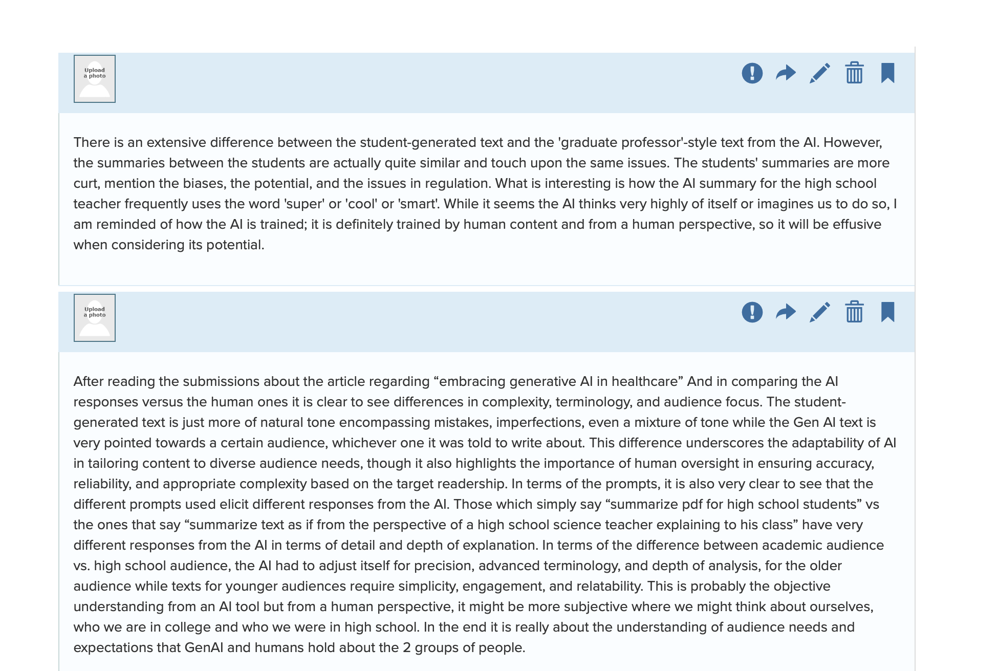 Upload
a photo
There is an extensive difference between the student-generated text and the 'graduate professor'-style text from the AI. However,
the summaries between the students are actually quite similar and touch upon the same issues. The students' summaries are more
curt, mention the biases, the potential, and the issues in regulation. What is interesting is how the AI summary for the high school
teacher frequently uses the word 'super' or 'cool' or 'smart'. While it seems the AI thinks very highly of itself or imagines us to do so, I
am reminded of how the AI is trained; it is definitely trained by human content and from a human perspective, so it will be effusive
when considering its potential.
Upload
a photo
After reading the submissions about the article regarding “embracing generative AI in healthcare” And in comparing the AI
responses versus the human ones it is clear to see differences in complexity, terminology, and audience focus. The student-
generated text is just more of natural tone encompassing mistakes, imperfections, even a mixture of tone while the Gen AI text is
very pointed towards a certain audience, whichever one it was told to write about. This difference underscores the adaptability of AI
in tailoring content to diverse audience needs, though it also highlights the importance of human oversight in ensuring accuracy,
reliability, and appropriate complexity based on the target readership. In terms of the prompts, it is also very clear to see that the
different prompts used elicit different responses from the AI. Those which simply say “summarize pdf for high school students” vs
the ones that say “summarize text as if from the perspective of a high school science teacher explaining to his class” have very
different responses from the AI in terms of detail and depth of explanation. In terms of the difference between academic audience
vs. high school audience, the AI had to adjust itself for precision, advanced terminology, and depth of analysis, for the older
audience while texts for younger audiences require simplicity, engagement, and relatability. This is probably the objective
understanding from an AI tool but from a human perspective, it might be more subjective where we might think about ourselves,
who we are in college and who we were in high school. In the end it is really about the understanding of audience needs and
expectations that GenAI and humans hold about the 2 groups of people.